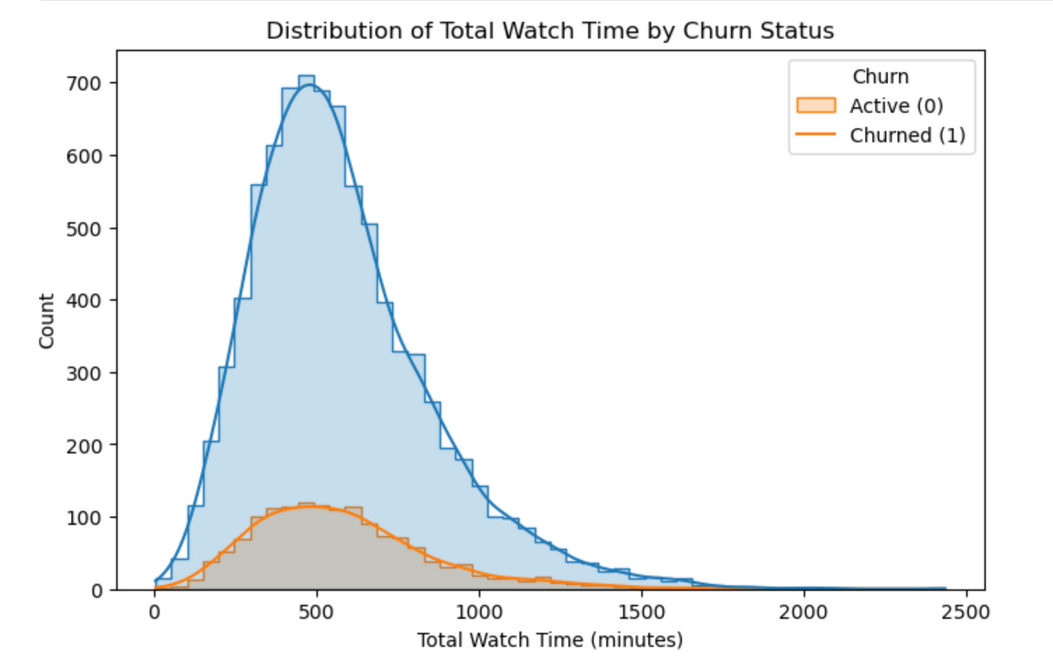 Distribution of Total Watch Time by Churn Status
Churn
Active (0)
Churned (1)
700
600
500
400
300
200
100
0
Count
0 500 1000 1500 2000 2500
Total Watch Time (minutes)